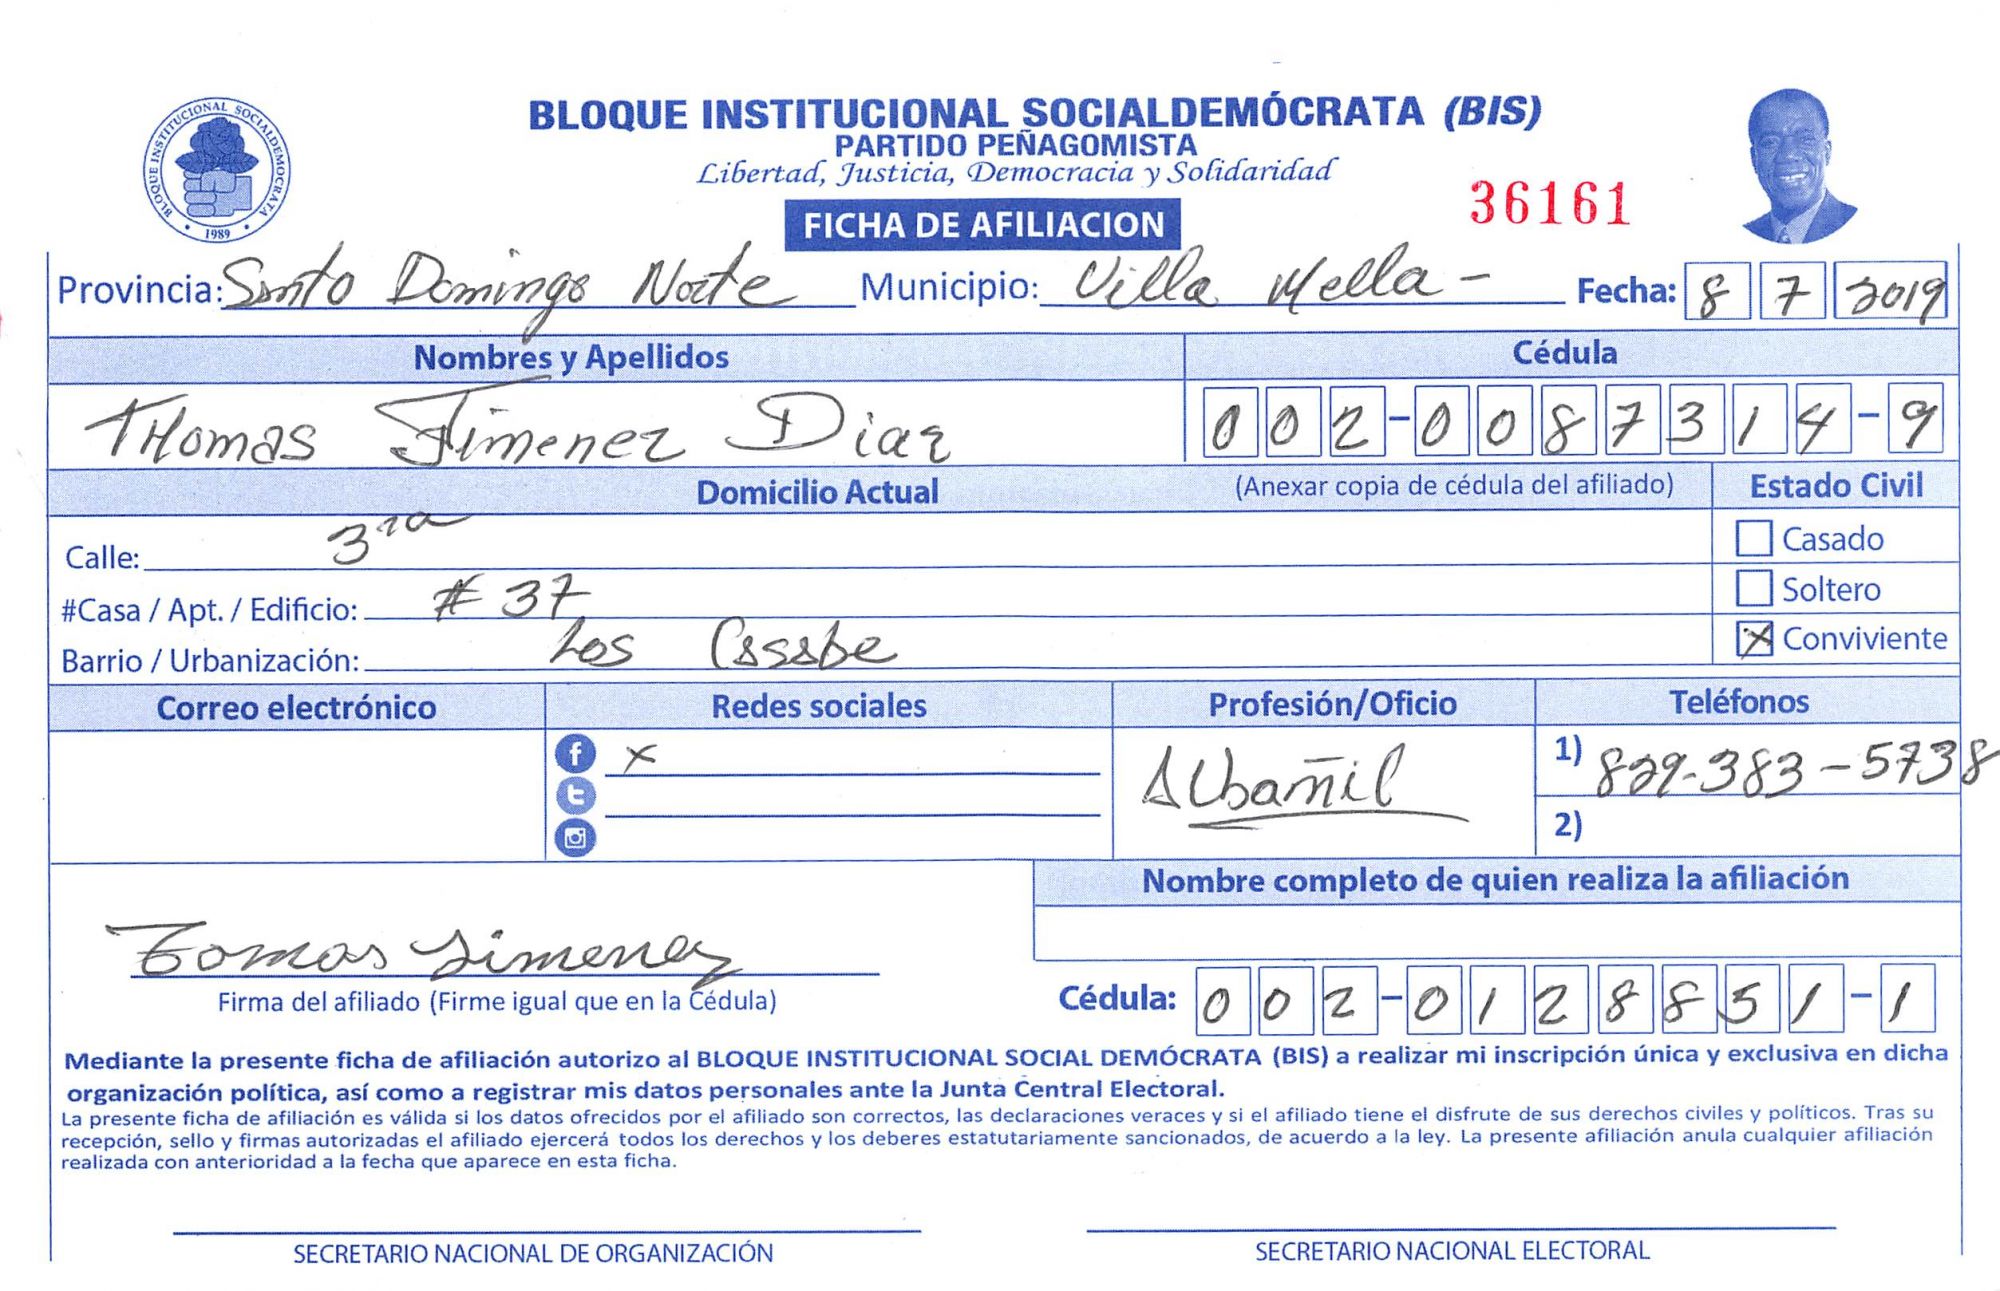 BLOQUE INSTITUCIONAL SOCIALDEMOCRATA
1989
BLOQUE INSTITUCIONAL SOCIALDEMÓCRATA (BIS)
PARTIDO PEÑAGOMISTA
Libertad, Justicia, Democracia y Solidaridad
36161
FICHA DE AFILIACION
Provincia: Santo Domingo Norte Municipio: Villa Mella - Fecha: 8 7 2019
Nombres y Apellidos Cédula
THomas Jimenez Diaz 002-0087314-9
Domicilio Actual (Anexar copia de cédula del afiliado) Estado Civil
Calle: 3ra Casado
#Casa / Apt. / Edificio: # 37 Soltero
Barrio / Urbanización: Los X Conviviente
Correo electrónico Redes sociales Profesión/Oficio Teléfonos
x Albañil 1) 829-383-5738
2)
Nombre completo de quien realiza la afiliación
Tomas Jimenez
Firma del afiliado (Firme igual que en la Cédula) Cédula: 002-0128851-1
Mediante la presente ficha de afiliación autorizo al BLOQUE INSTITUCIONAL SOCIAL DEMÓCRATA (BIS) a realizar mi inscripción única y exclusiva en dicha
organización política, así como a registrar mis datos personales ante la Junta Central Electoral.
La presente ficha de afiliación es válida si los datos ofrecidos por el afiliado son correctos, las declaraciones veraces y si el afiliado tiene el disfrute de sus derechos civiles y políticos. Tras su
recepción, sello y firmas autorizadas el afiliado ejercerá todos los derechos y los deberes estatutariamente sancionados, de acuerdo a la ley. La presente afiliación anula cualquier afiliación
realizada con anterioridad a la fecha que aparece en esta ficha.
SECRETARIO NACIONAL DE ORGANIZACIÓN SECRETARIO NACIONAL ELECTORAL